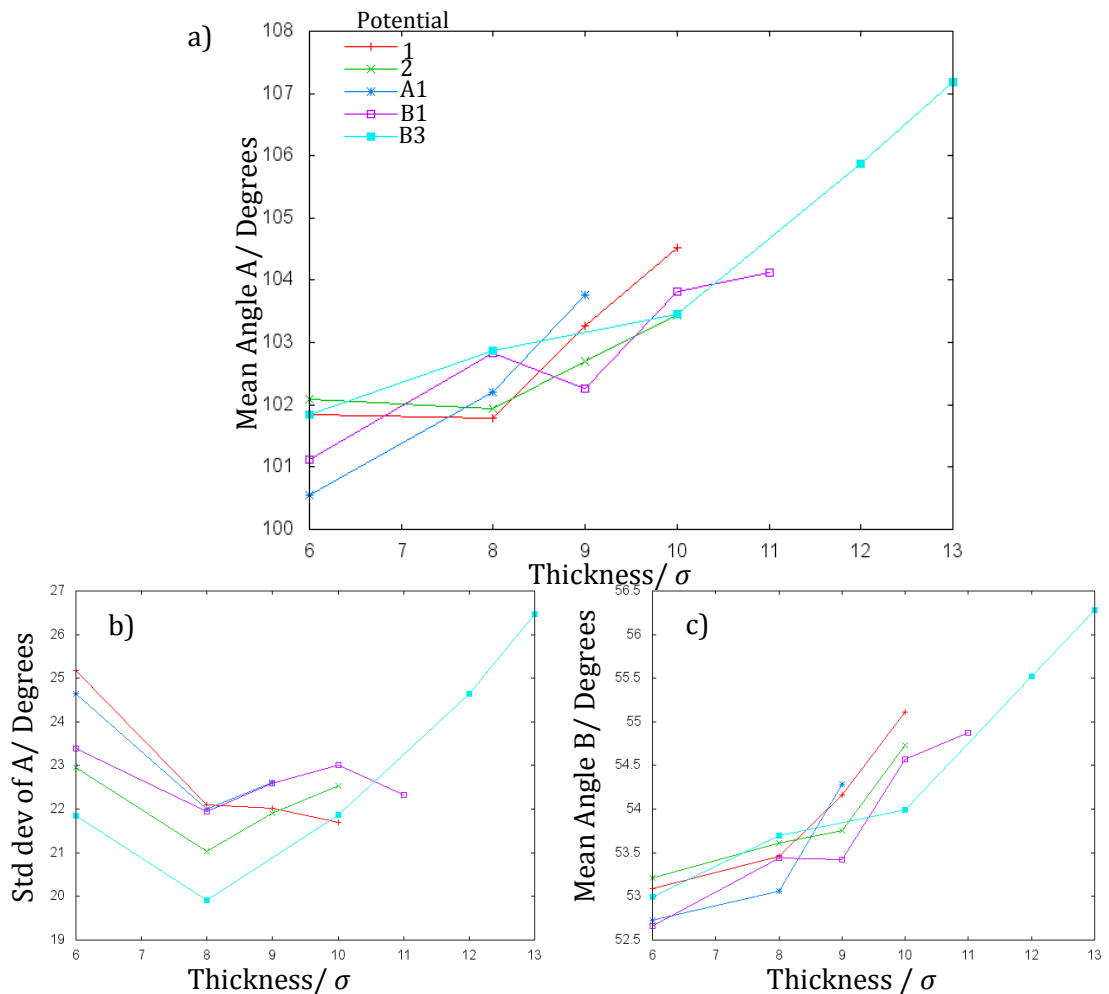 a)
Potential
1
2
A1
B1
B3
Mean Angle A/ Degrees
108
107
106
105
104
103
102
101
100
6 7 8 9 10 11 12 13
Thickness/ σ
b)
Std dev of A/ Degrees
27
26
25
24
23
22
21
20
19
6 7 8 9 10 11 12 13
Thickness/ σ
c)
Mean Angle B/ Degrees
56.5
56
55.5
55
54.5
54
53.5
53
52.5
6 7 8 9 10 11 12 13
Thickness / σ